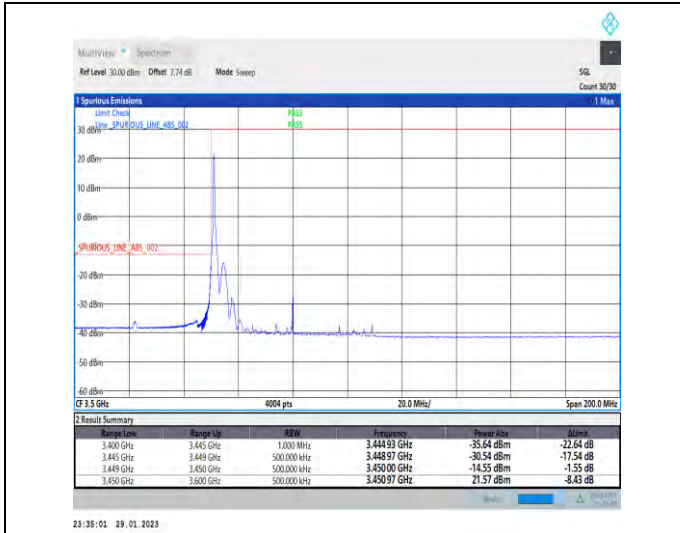 MultiView Spectrum
Ref Level 30.00 dBm Offset 7.74 dB Mode Sweep SGL
Count 30/30
1 Spurious Emissions 1 Max
Limit Check PASS
Line _SPURIOUS_LINE_ABS_002 PASS
30 dBm
20 dBm
10 dBm
0 dBm
_SPURIOUS_LINE_ABS_002
-20 dBm
-30 dBm
-40 dBm
-50 dBm
-60 dBm
CF 3.5 GHz 4004 pts 20.0 MHz/ Span 200.0 MHz
2 Result Summary
Range Low Range Up RBW Frequency Power Abs ΔLimit
3.400 GHz 3.445 GHz 1.000 MHz 3.444 93 GHz -35.64 dBm -22.64 dB
3.445 GHz 3.449 GHz 500.000 kHz 3.448 97 GHz -30.54 dBm -17.54 dB
3.449 GHz 3.450 GHz 500.000 kHz 3.450 00 GHz -14.55 dBm -1.55 dB
3.450 GHz 3.600 GHz 500.000 kHz 3.450 97 GHz 21.57 dBm -8.43 dB
23:35:01 29.01.2023